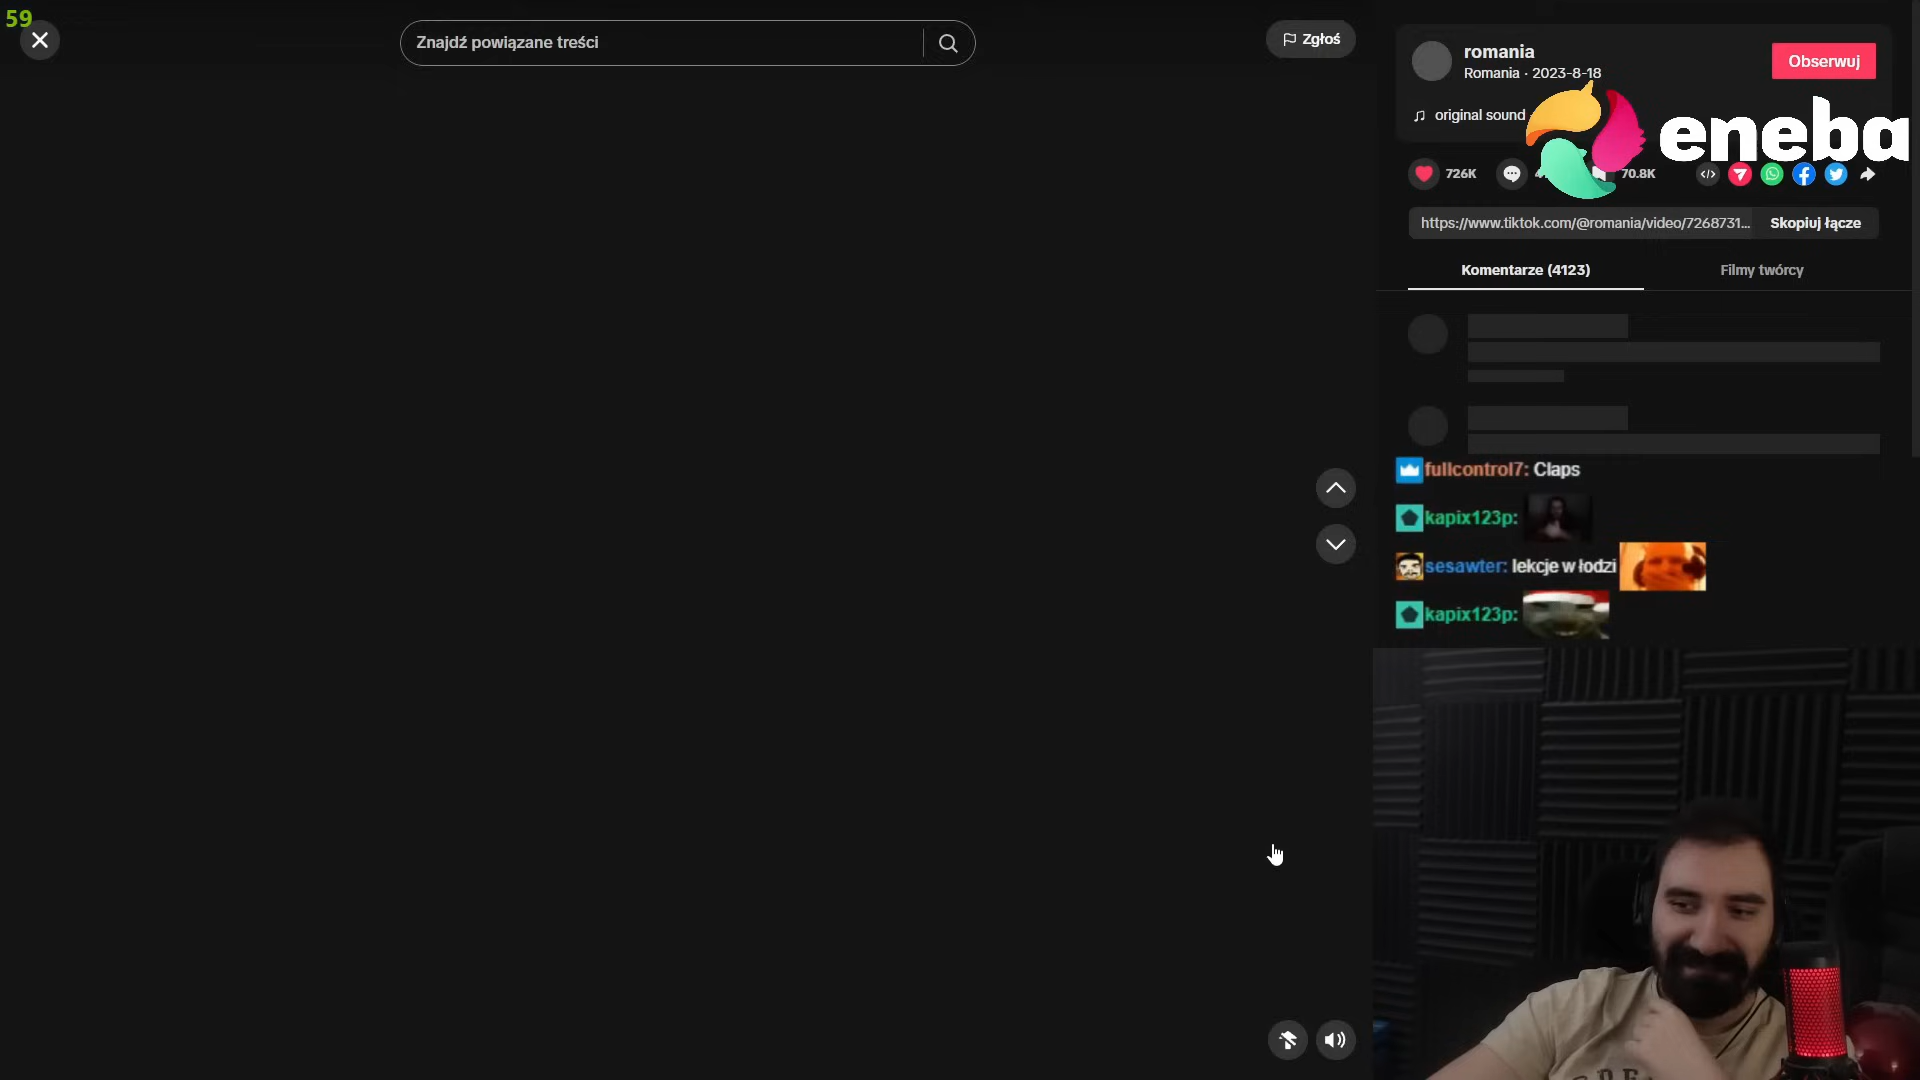 59
Znajdź powiązane treści
Zgłoś
romania
Romania · 2023-8-18
Obserwuj
original sound
eneba
726K
70.8K
https://www.tiktok.com/@romania/video/7268731...
Skopiuj łącze
Komentarze (4123)
Filmy twórcy
fullcontrol7: Claps
kapix123p:
sesawter: lekcje w łodzi
kapix123p: